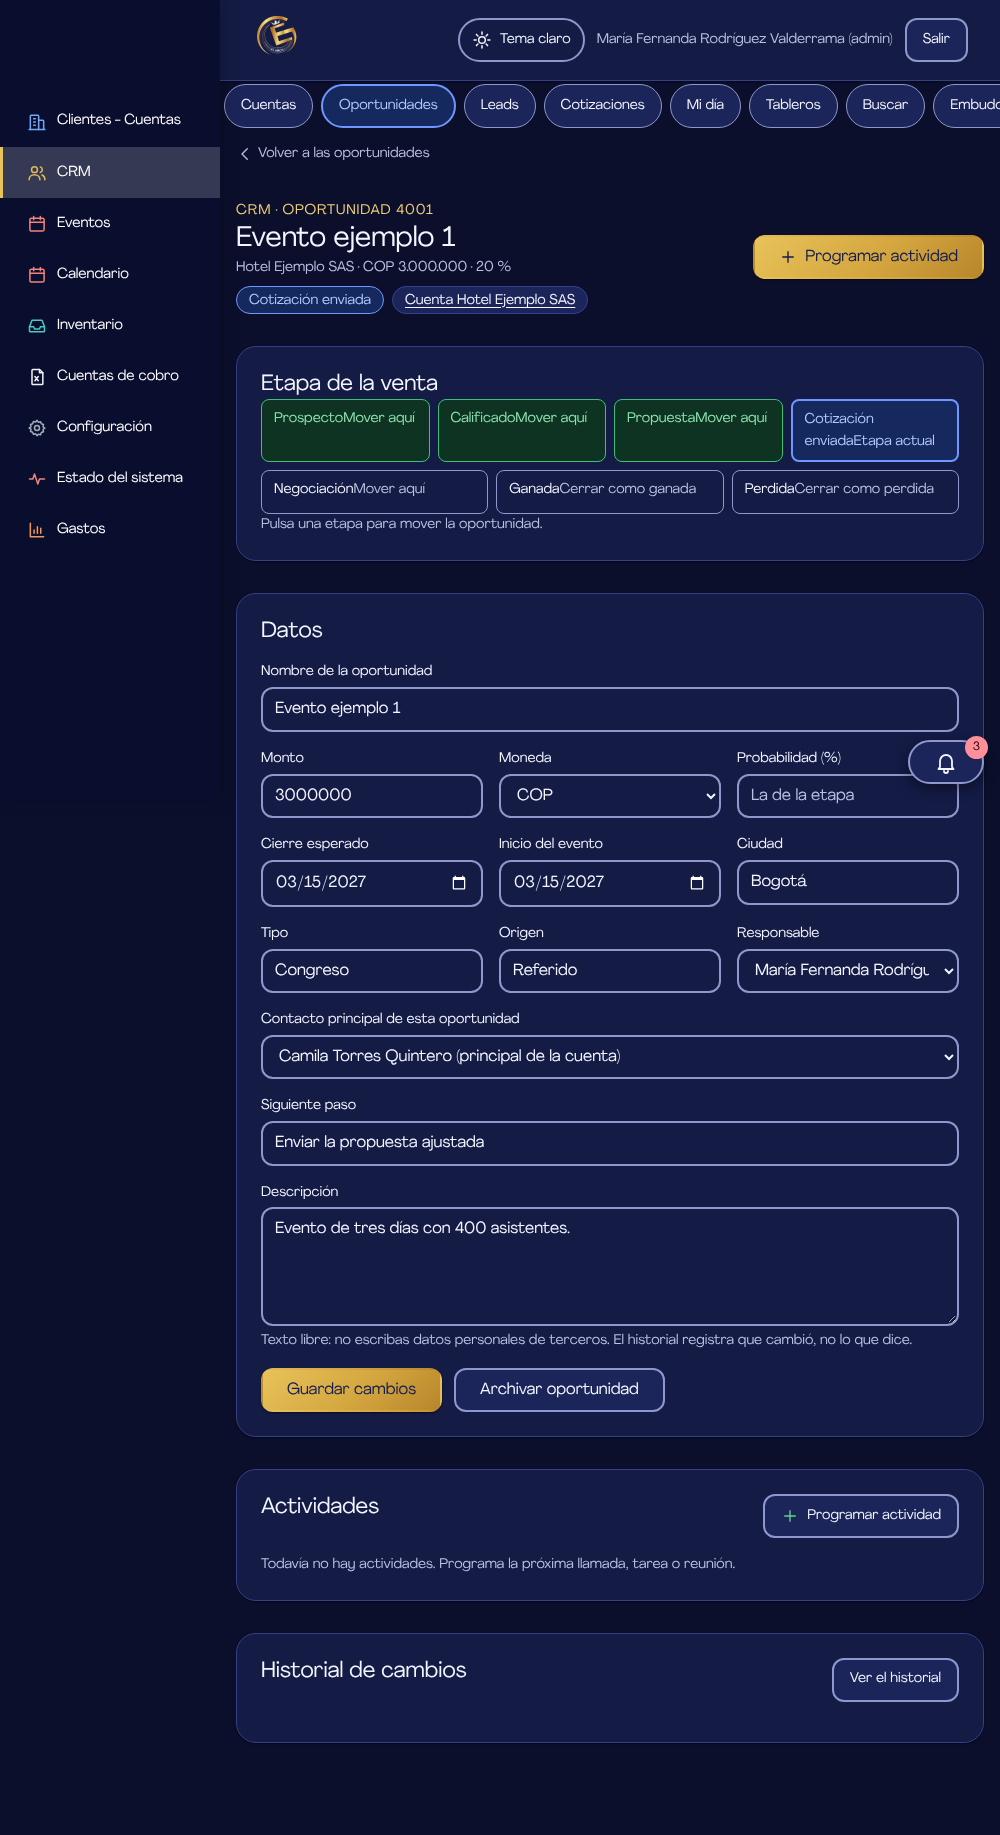 Tema claro
María Fernanda Rodríguez Valderrama (admin)
Salir
Clientes - Cuentas
CRM
Eventos
Calendario
Inventario
Cuentas de cobro
Configuración
Estado del sistema
Gastos
Cuentas
Oportunidades
Leads
Cotizaciones
Mi día
Tableros
Buscar
Embudo
Volver a las oportunidades
CRM · OPORTUNIDAD 4001
Evento ejemplo 1
Hotel Ejemplo SAS · COP 3.000.000 · 20 %
Cotización enviada
Cuenta Hotel Ejemplo SAS
Programar actividad
Etapa de la venta
ProspectoMover aquí
CalificadoMover aquí
PropuestaMover aquí
Cotización
enviadaEtapa actual
NegociaciónMover aquí
GanadaCerrar como ganada
PerdidaCerrar como perdida
Pulsa una etapa para mover la oportunidad.
Datos
Nombre de la oportunidad
Evento ejemplo 1
Monto
Moneda
Probabilidad (%)
3
3000000
COP
La de la etapa
Cierre esperado
Inicio del evento
Ciudad
03/15/2027
03/15/2027
Bogotá
Tipo
Origen
Responsable
Congreso
Referido
María Fernanda Rodrígu
Contacto principal de esta oportunidad
Camila Torres Quintero (principal de la cuenta)
Siguiente paso
Enviar la propuesta ajustada
Descripción
Evento de tres días con 400 asistentes.
Texto libre: no escribas datos personales de terceros. El historial registra que cambió, no lo que dice.
Guardar cambios
Archivar oportunidad
Actividades
Programar actividad
Todavía no hay actividades. Programa la próxima llamada, tarea o reunión.
Historial de cambios
Ver el historial